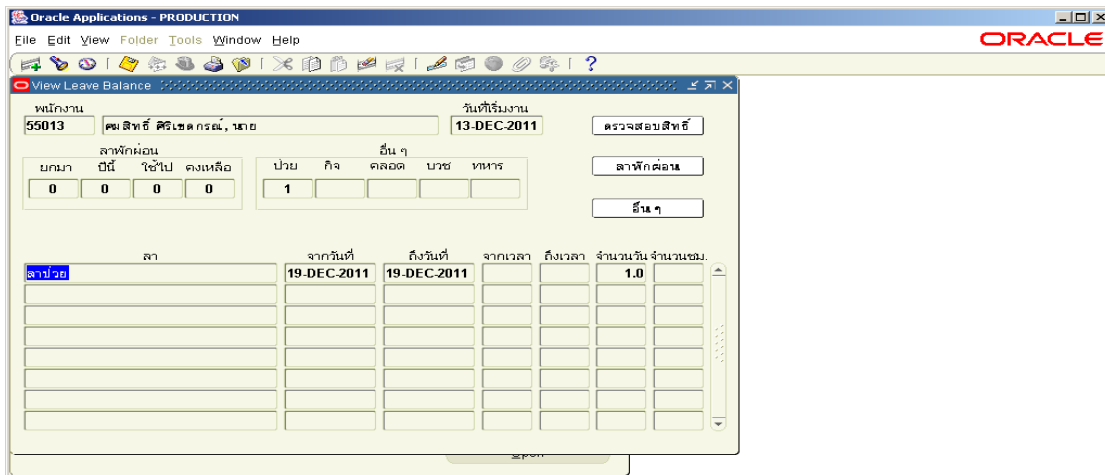 Oracle Applications - PRODUCTION
File Edit View Folder Tools Window Help
ORACLE
View Leave Balance
พนักงาน วันที่เริ่มงาน
55013 คมสิทธิ์ ศิริเขตกรณ์, นาย 13-DEC-2011 ตรวจสอบสิทธิ์
ลาพักผ่อน อื่น ๆ
ยกมา ปีนี้ ใช้ไป คงเหลือ ป่วย กิจ คลอด บวช ทหาร ลาพักผ่อน
0 0 0 0 1
อื่น ๆ
ลา จากวันที่ ถึงวันที่ จากเวลา ถึงเวลา จำนวนวัน จำนวนชม.
ลาป่วย 19-DEC-2011 19-DEC-2011 1.0